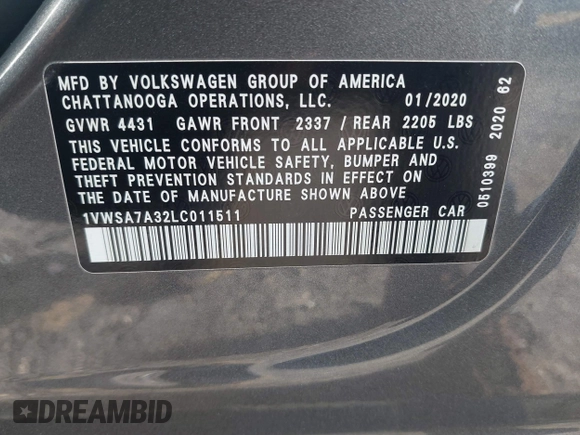 MFD BY VOLKSWAGEN GROUP OF AMERICA
CHATTANOOGA OPERATIONS, LLC. 01/2020
GVWR 4431 GAWR FRONT 2337 / REAR 2205 LBS
THIS VEHICLE CONFORMS TO ALL APPLICABLE U.S.
FEDERAL MOTOR VEHICLE SAFETY, BUMPER AND
THEFT PREVENTION STANDARDS IN EFFECT ON
THE DATE OF MANUFACTURE SHOWN ABOVE
1VWSA7A32LC011511 PASSENGER CAR
0510399 2020 62
DREAMBID